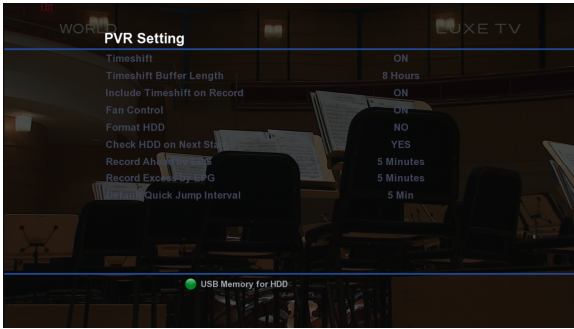 WORLD LUXE TV
PVR Setting
Timeshift ON
Timeshift Buffer Length 8 Hours
Include Timeshift on Record ON
Fan Control ON
Format HDD NO
Check HDD on Next Start YES
Record Ahead by EPG 5 Minutes
Record Excess by EPG 5 Minutes
Default Quick Jump Interval 5 Min
USB Memory for HDD